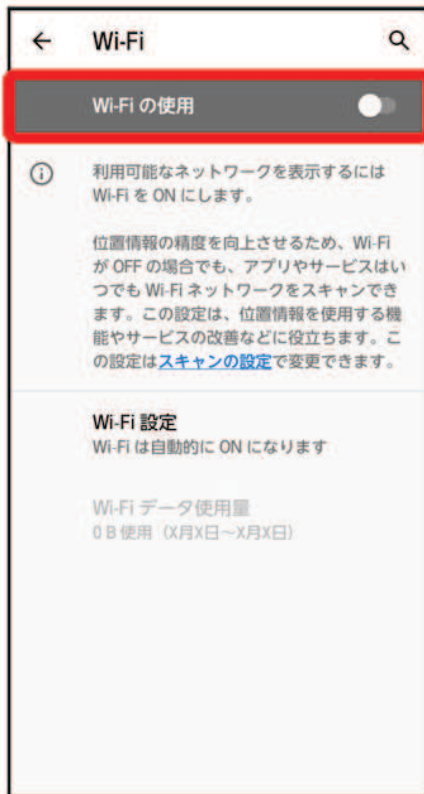 Wi-Fi
Wi-Fi の使用
利用可能なネットワークを表示するには
Wi-Fi を ON にします。
位置情報の精度を向上させるため、Wi-Fi
が OFF の場合でも、アプリやサービスはい
つでも Wi-Fi ネットワークをスキャンでき
ます。この設定は、位置情報を使用する機
能やサービスの改善などに役立ちます。こ
の設定はスキャンの設定で変更できます。
Wi-Fi 設定
Wi-Fi は自動的に ON になります
Wi-Fi データ使用量
0 B 使用（X月X日～X月X日）